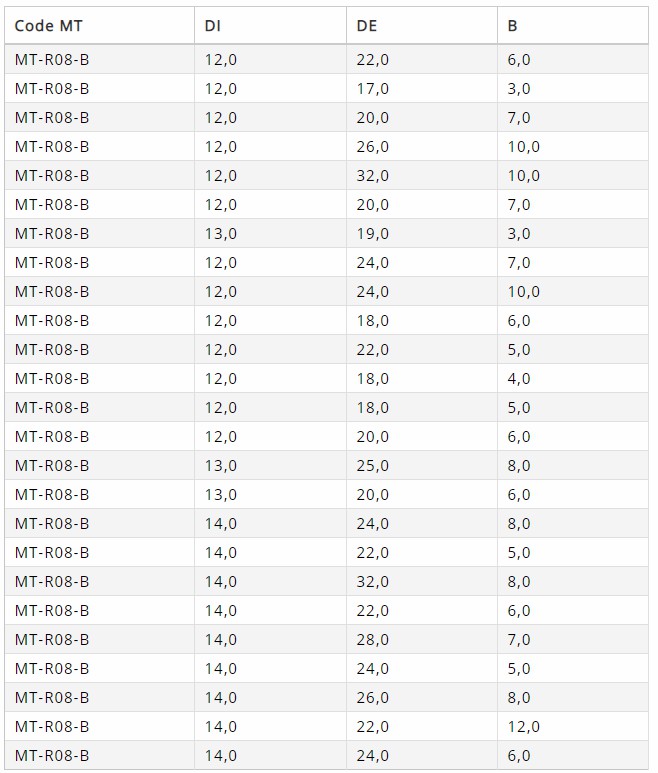 Code MT DI DE B
MT-R08-B 12,0 22,0 6,0
MT-R08-B 12,0 17,0 3,0
MT-R08-B 12,0 20,0 7,0
MT-R08-B 12,0 26,0 10,0
MT-R08-B 12,0 32,0 10,0
MT-R08-B 12,0 20,0 7,0
MT-R08-B 13,0 19,0 3,0
MT-R08-B 12,0 24,0 7,0
MT-R08-B 12,0 24,0 10,0
MT-R08-B 12,0 18,0 6,0
MT-R08-B 12,0 22,0 5,0
MT-R08-B 12,0 18,0 4,0
MT-R08-B 12,0 18,0 5,0
MT-R08-B 12,0 20,0 6,0
MT-R08-B 13,0 25,0 8,0
MT-R08-B 13,0 20,0 6,0
MT-R08-B 14,0 24,0 8,0
MT-R08-B 14,0 22,0 5,0
MT-R08-B 14,0 32,0 8,0
MT-R08-B 14,0 22,0 6,0
MT-R08-B 14,0 28,0 7,0
MT-R08-B 14,0 24,0 5,0
MT-R08-B 14,0 26,0 8,0
MT-R08-B 14,0 22,0 12,0
MT-R08-B 14,0 24,0 6,0